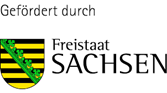 Gefördert durch
Freistaat
SACHSEN